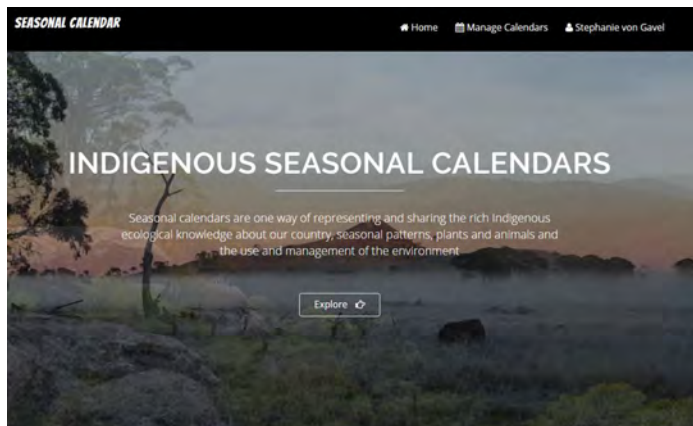 SEASONAL CALENDAR
Home Manage Calendars Stephanie von Gavel
INDIGENOUS SEASONAL CALENDARS
Seasonal calendars are one way of representing and sharing the rich Indigenous
ecological knowledge about our country, seasonal patterns, plants and animals and
the use and management of the environment
Explore